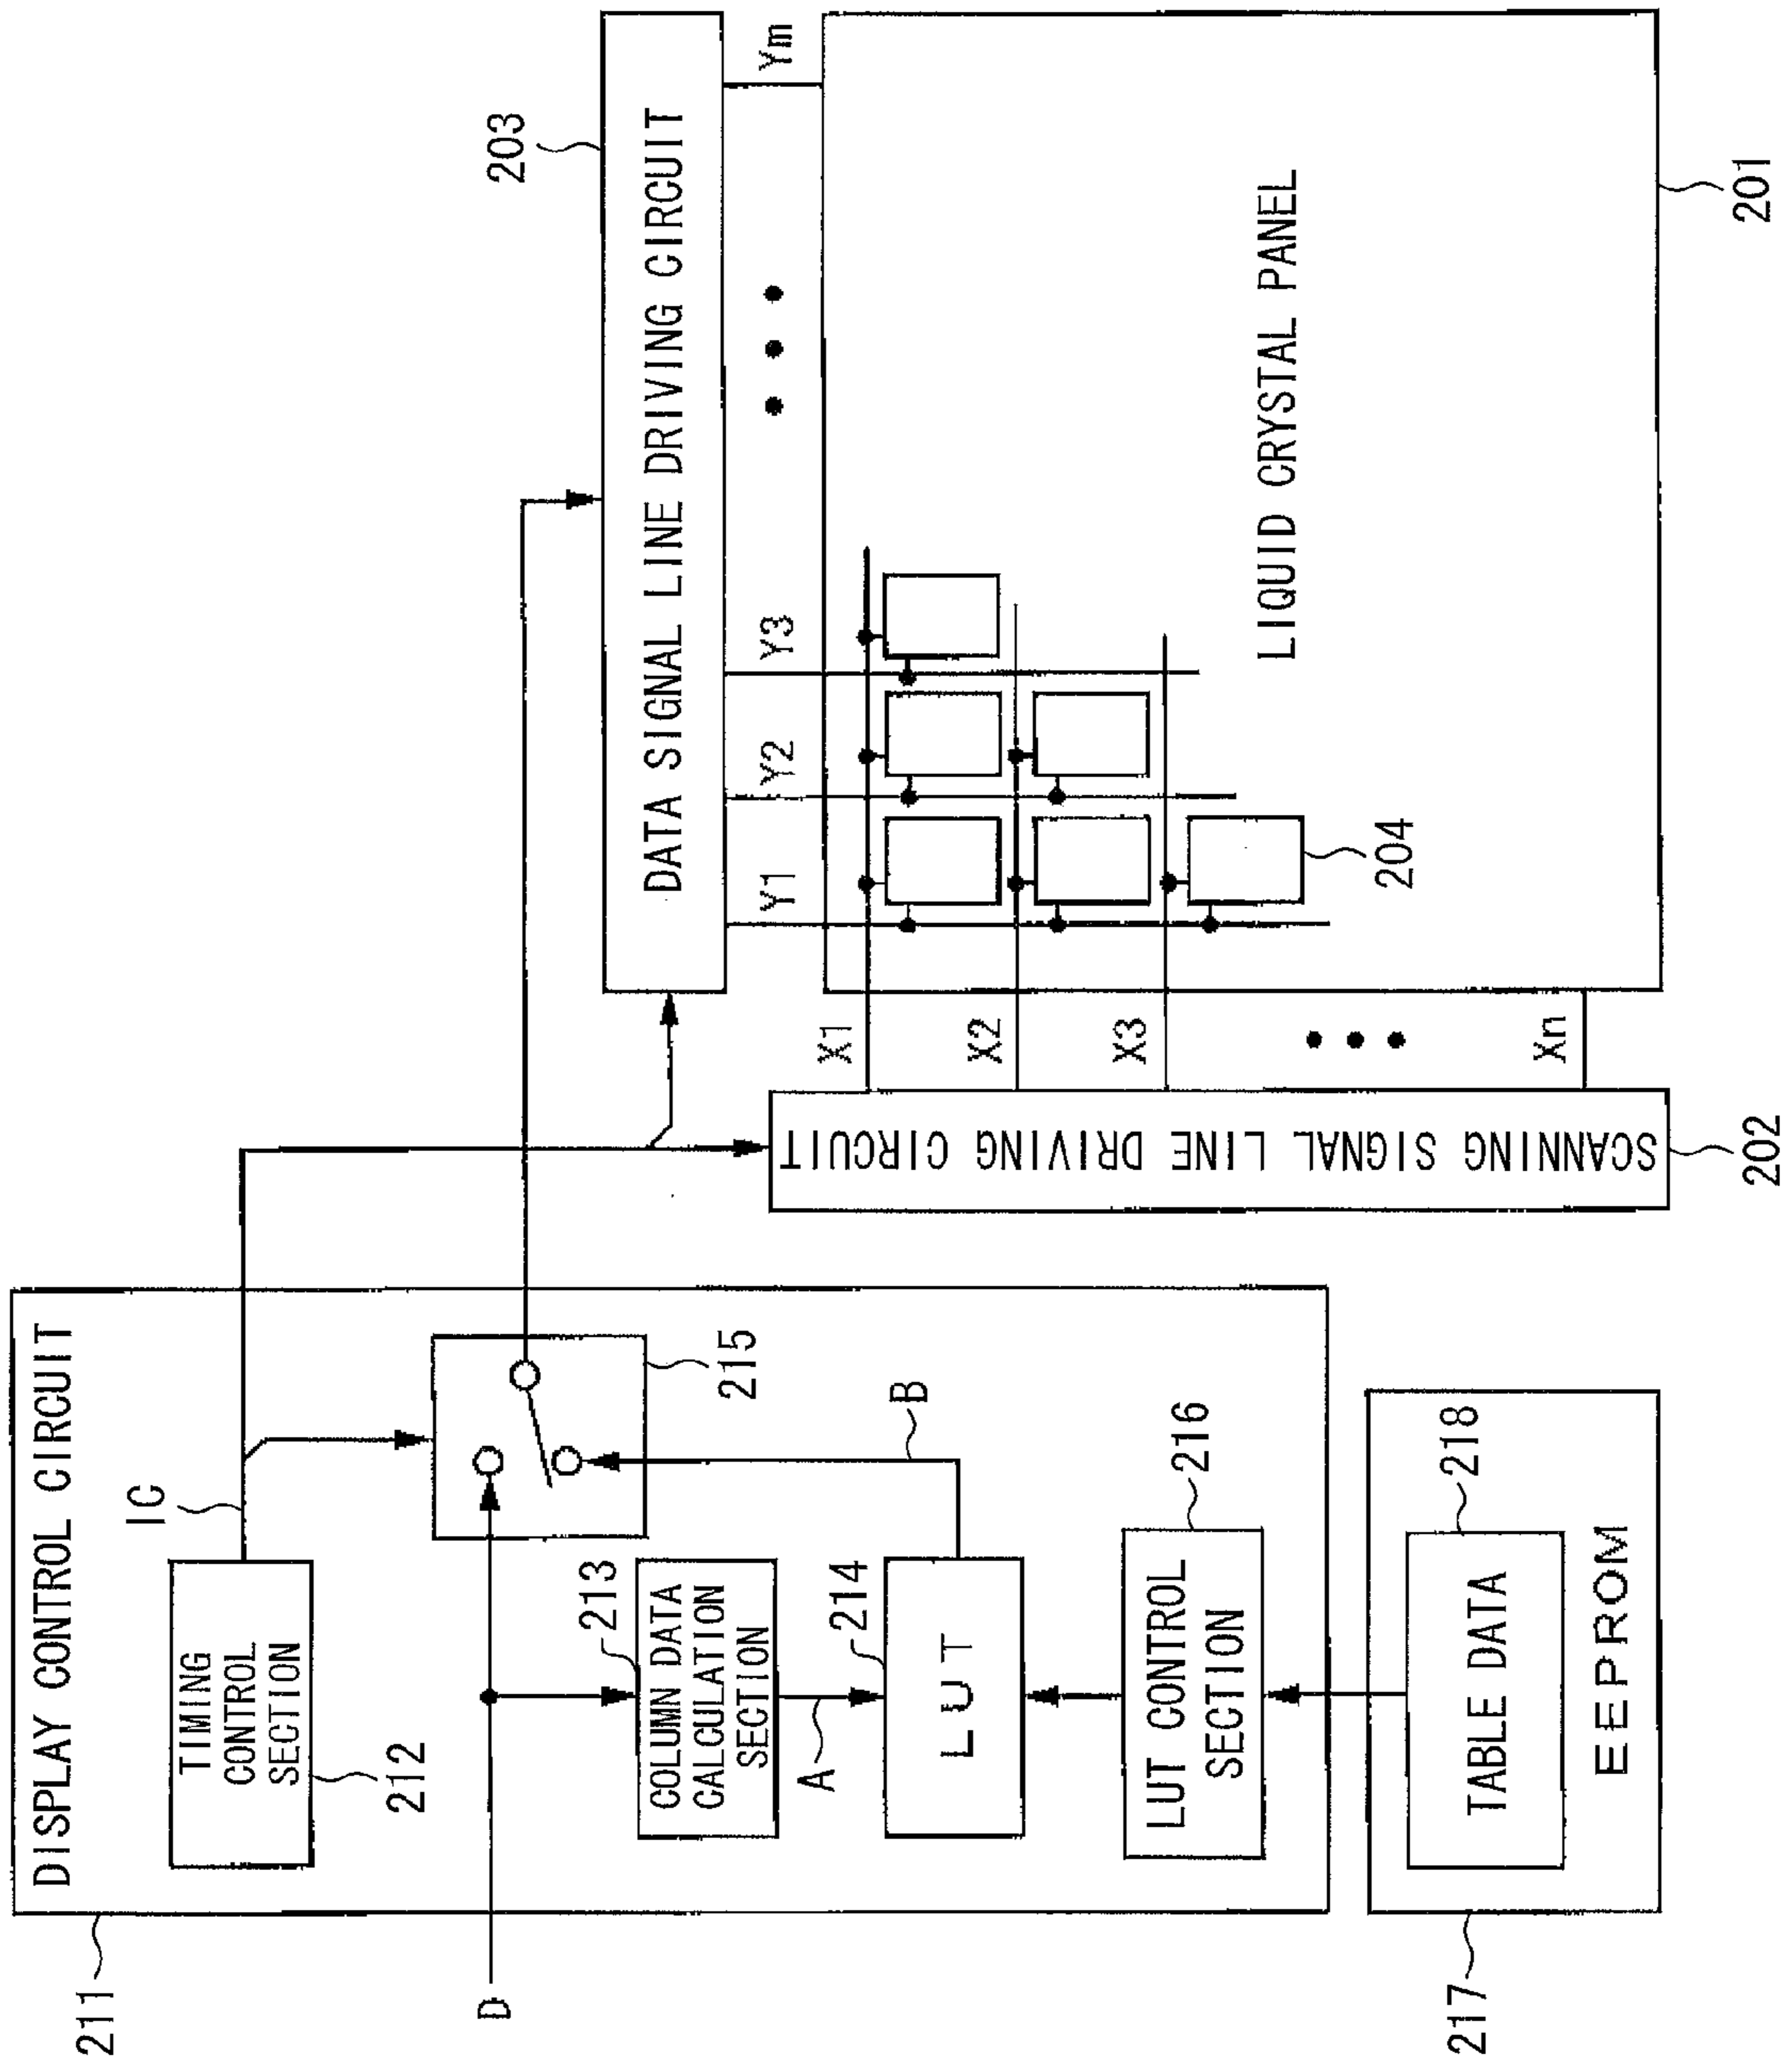 211
DISPLAY CONTROL CIRCUIT
TIMING
CONTROL
SECTION
212
1C
D
215
213
COLUMN DATA
CALCULATION
SECTION
A
214
LUT
B
LUT CONTROL
SECTION
216
217
TABLE DATA
218
EEPROM
203
DATA SIGNAL LINE DRIVING CIRCUIT
Y1
Y2
Y3
Ym
X1
X2
X3
Xn
SCANNING SIGNAL LINE DRIVING CIRCUIT
202
204
LIQUID CRYSTAL PANEL
201